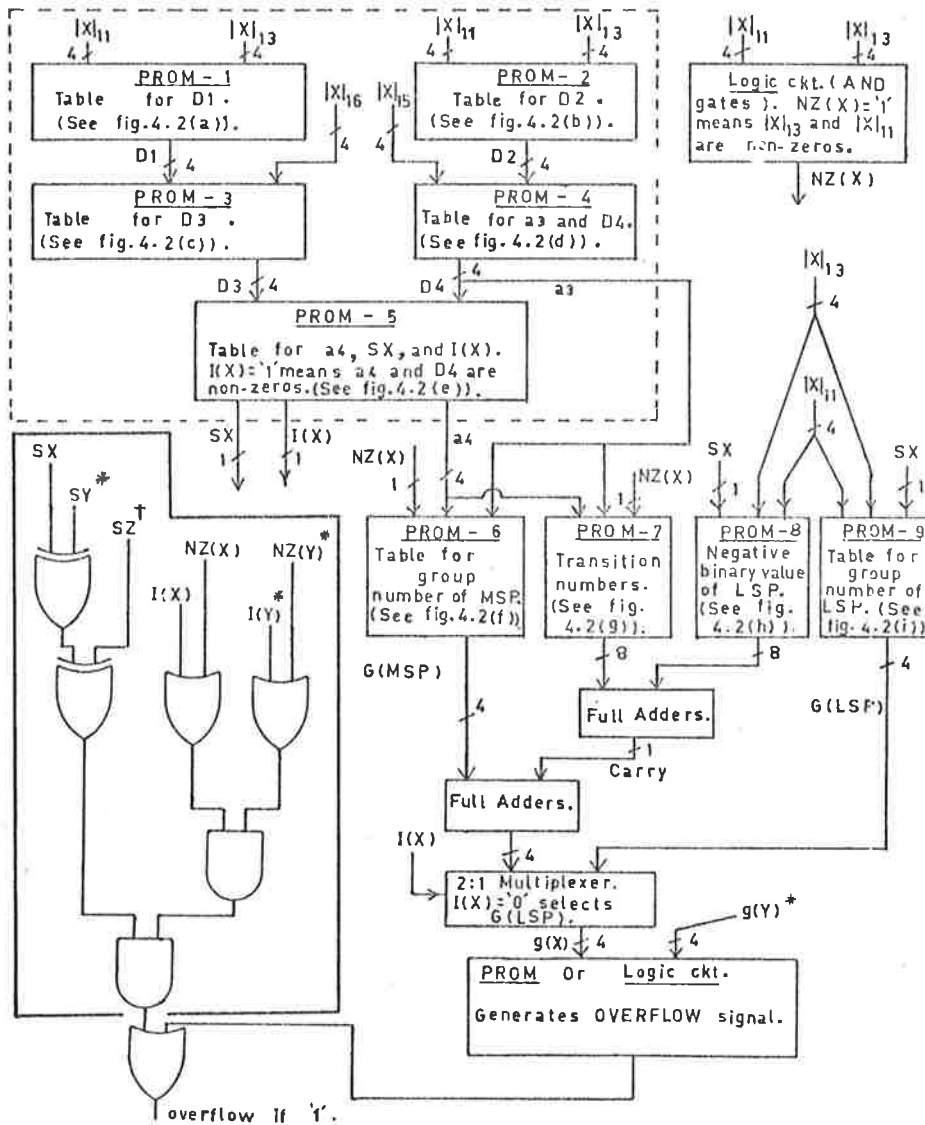 |X|11 |X|13 |X|11 |X|13 |X|11 |X|13
4 4 4 4 4 4
PROM - 1
Table for D1 .
(See fig.4.2(a)).
|X|16 |X|15
4 4
PROM - 2
Table for D2 .
(See fig.4.2(b)).
Logic ckt.(AND
gates ). NZ(X)='1'
means |X|13 and |X|11
are non-zeros.
NZ(X)
D1 4
D2 4
PROM - 3
Table for D3 .
(See fig.4.2(c)).
PROM - 4
Table for a3 and D4.
(See fig.4.2(d)).
D3 4
D4 4
a3
PROM - 5
Table for a4, SX, and I(X).
I(X)='1' means a4 and D4 are
non-zeros.(See fig.4.2(e)).
|X|13
4
|X|11
4
SX 1
I(X) 1
a4 4
NZ(X) 1
1 NZ(X)
SX 1
SX 1
PROM - 6
Table for
group
number of MSP.
(See fig.4.2(f))
PROM-7
Transition
numbers.
(See fig.
4.2(g)).
PROM-8
Negative
binary value
of LSP.
(See fig.
4.2(h)).
PROM-9
Table for
group
number of
LSP. (See
fig.4.2(i))
SX
SY*
SZ†
NZ(X)
NZ(Y)*
I(X)
I(Y)*
G(MSP)
4
8
8
G(LSP)
4
Full Adders.
1
Carry
Full Adders.
I(X)
4
2:1 Multiplexer.
I(X)='0' selects
G(LSP).
g(X) 4
4 g(Y)*
PROM Or Logic ckt.
Generates OVERFLOW signal.
overflow if '1'.